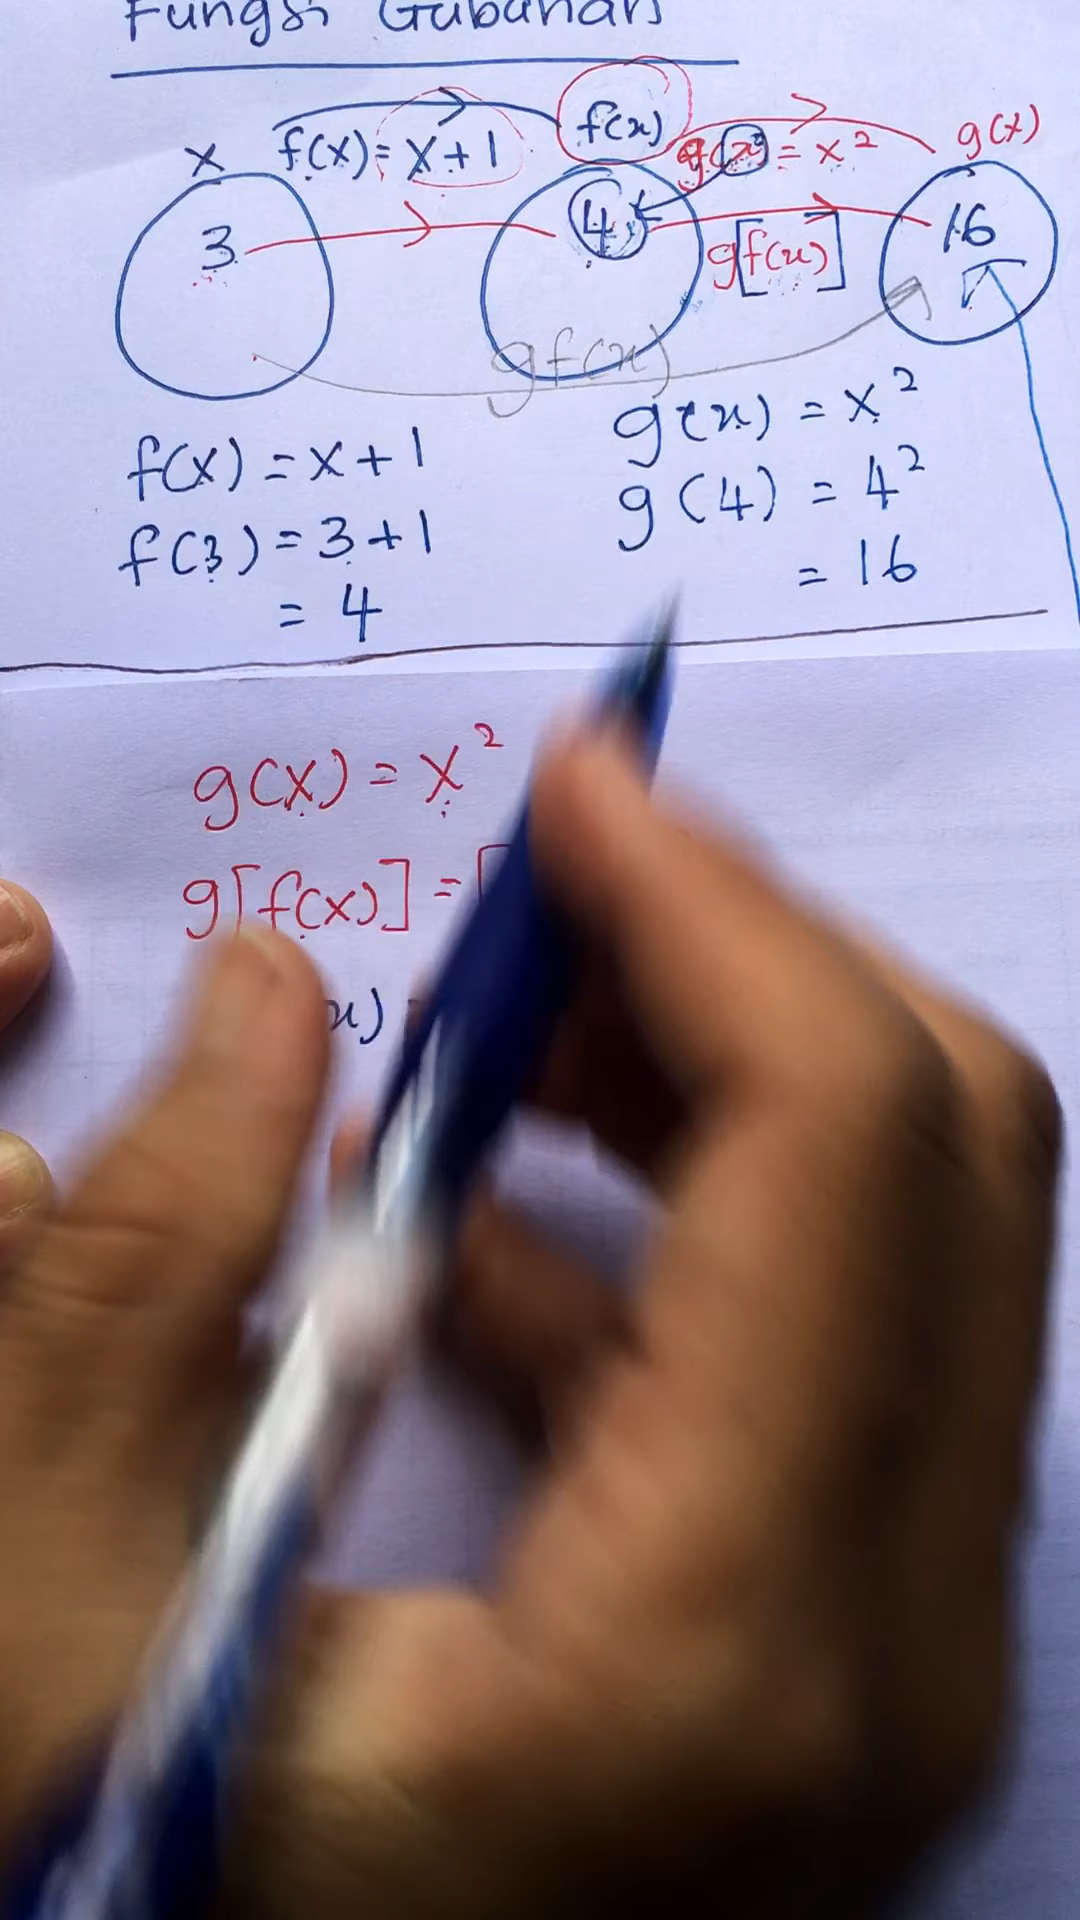 Fungsi Gubahan
x f(x) = x + 1 f(x) g(x) = x² g(x)
3 4 16
g[f(x)]
gf(x)
f(x) = x + 1
f(3) = 3 + 1
= 4
g(x) = x²
g(4) = 4²
= 16
g(x) = x²
g[f(x)] = [
x)